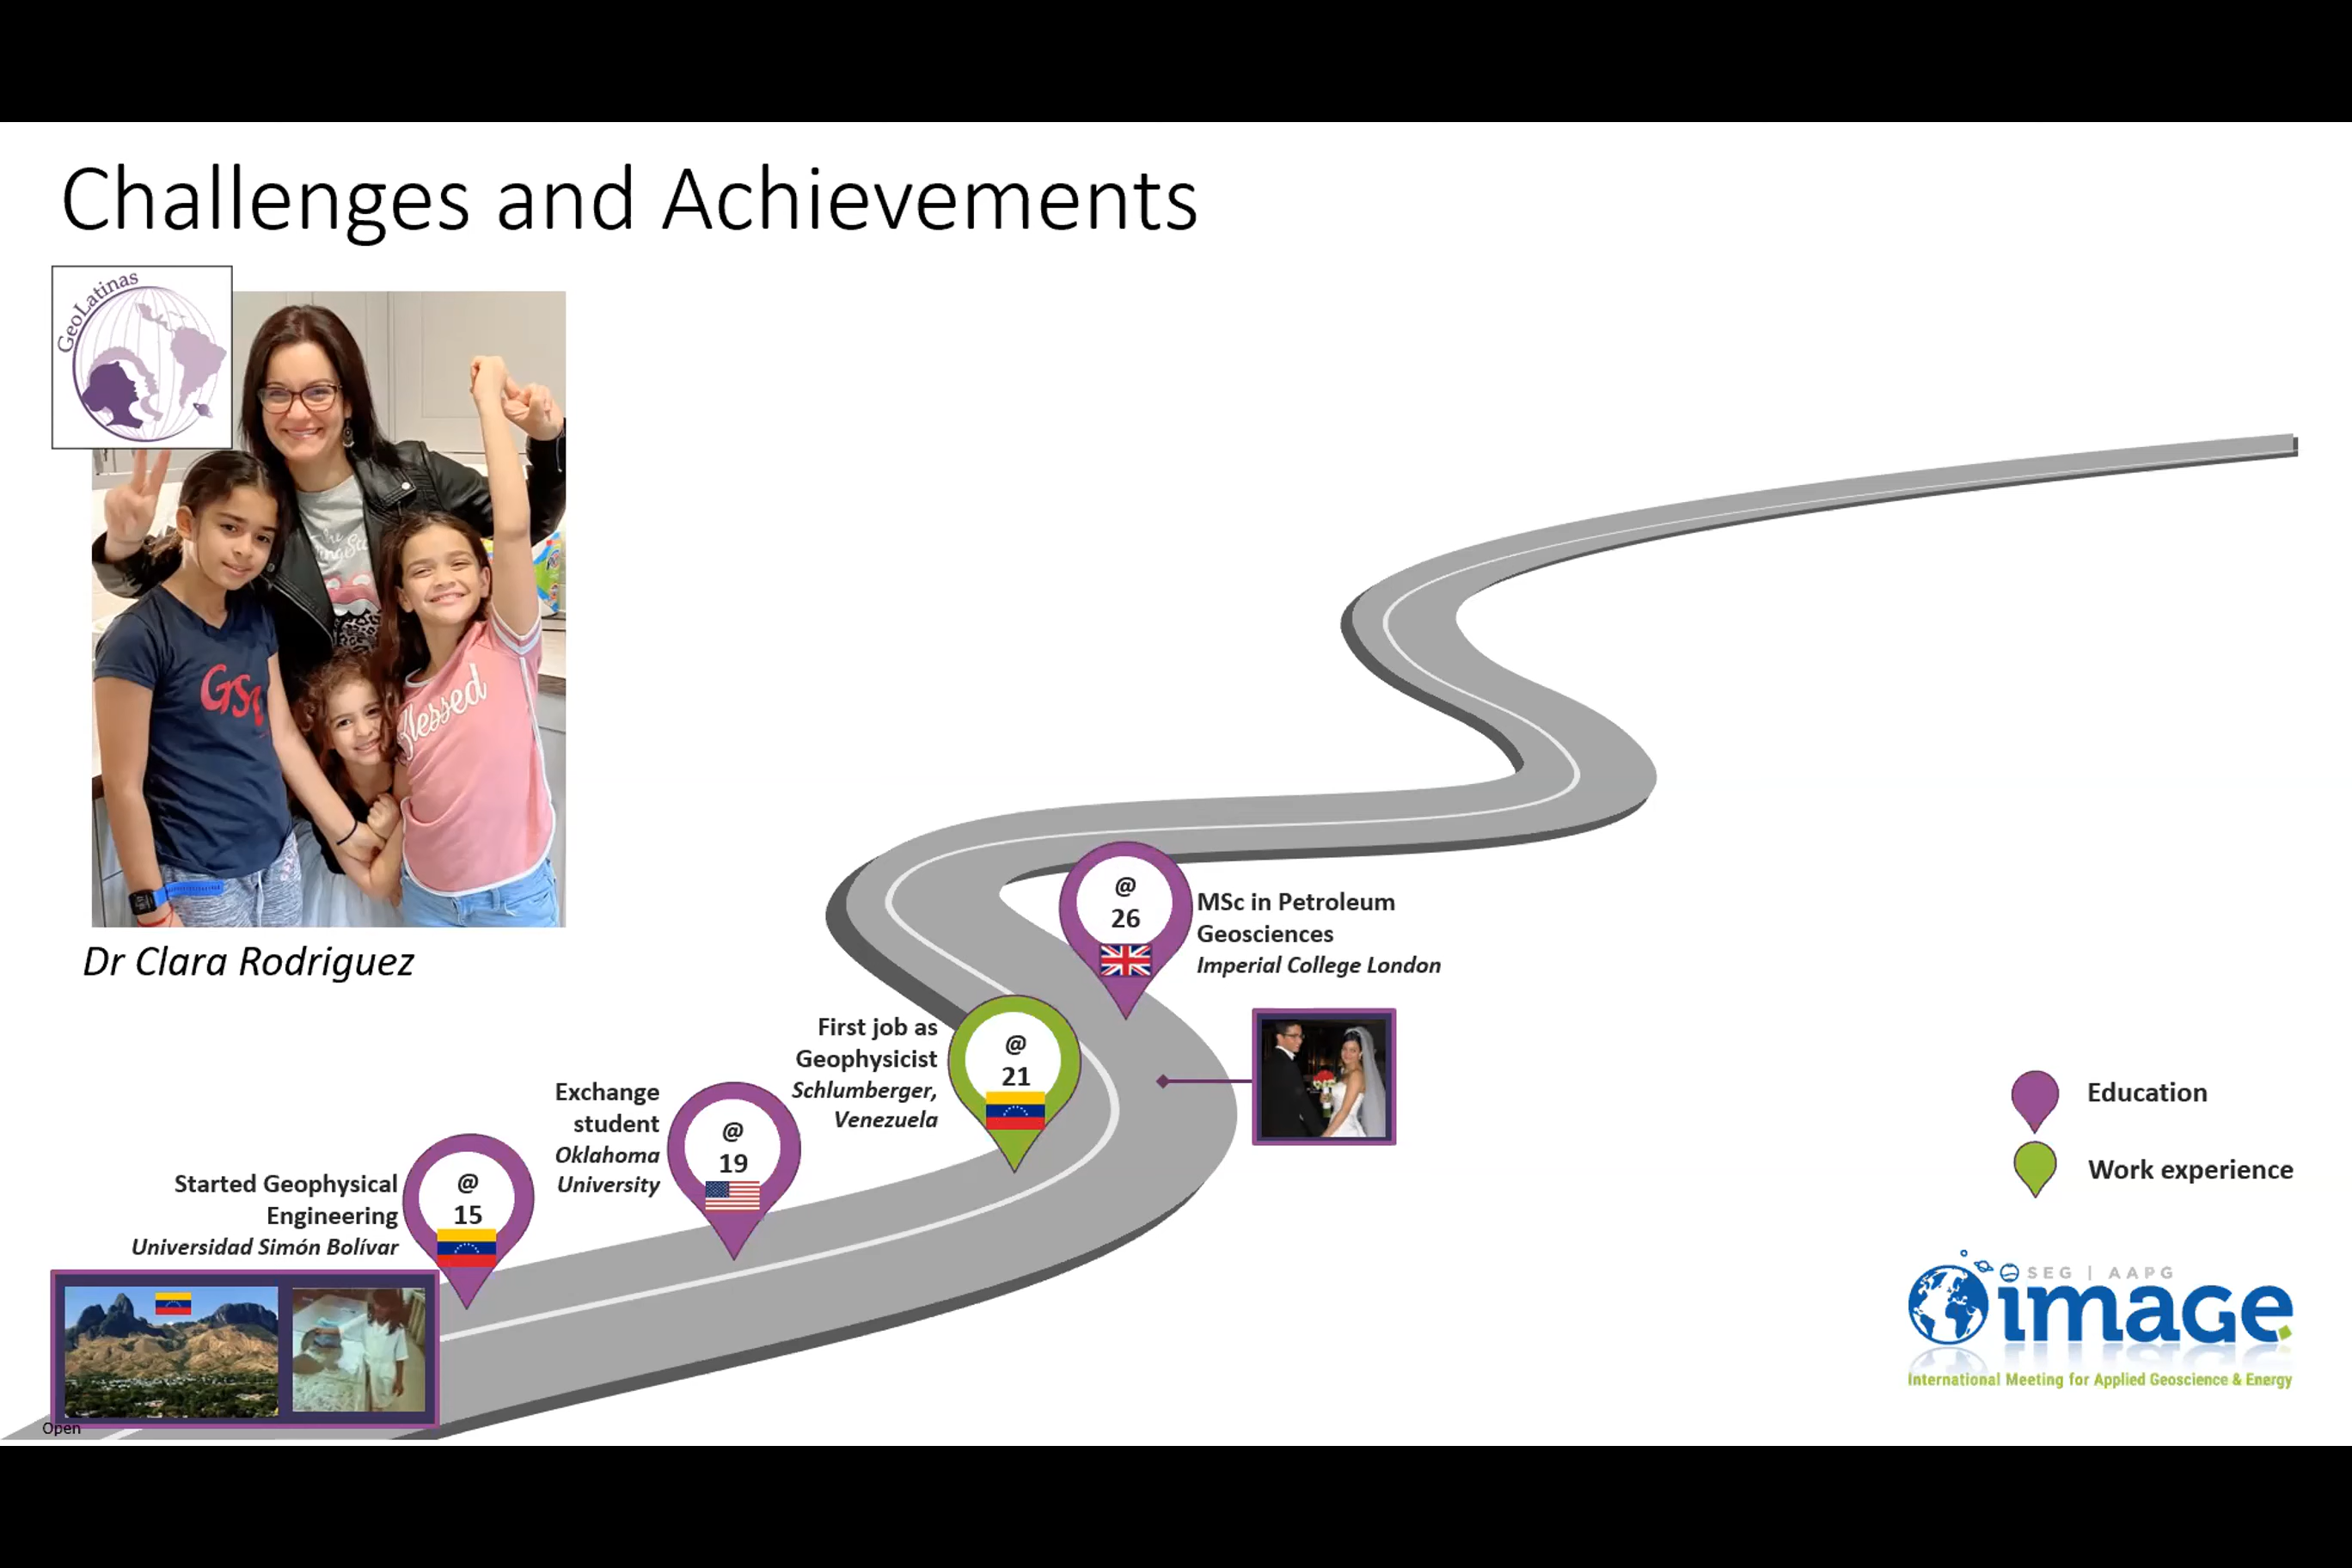 Challenges and Achievements
GeoLatinas
GSU
Blessed
Dr Clara Rodriguez
@
26
MSc in Petroleum
Geosciences
Imperial College London
First job as
Geophysicist
Schlumberger,
Venezuela
@
21
Exchange
student
Oklahoma
University
@
19
Started Geophysical
Engineering
Universidad Simón Bolívar
@
15
Education
Work experience
SEG | AAPG
image
International Meeting for Applied Geoscience & Energy
Open